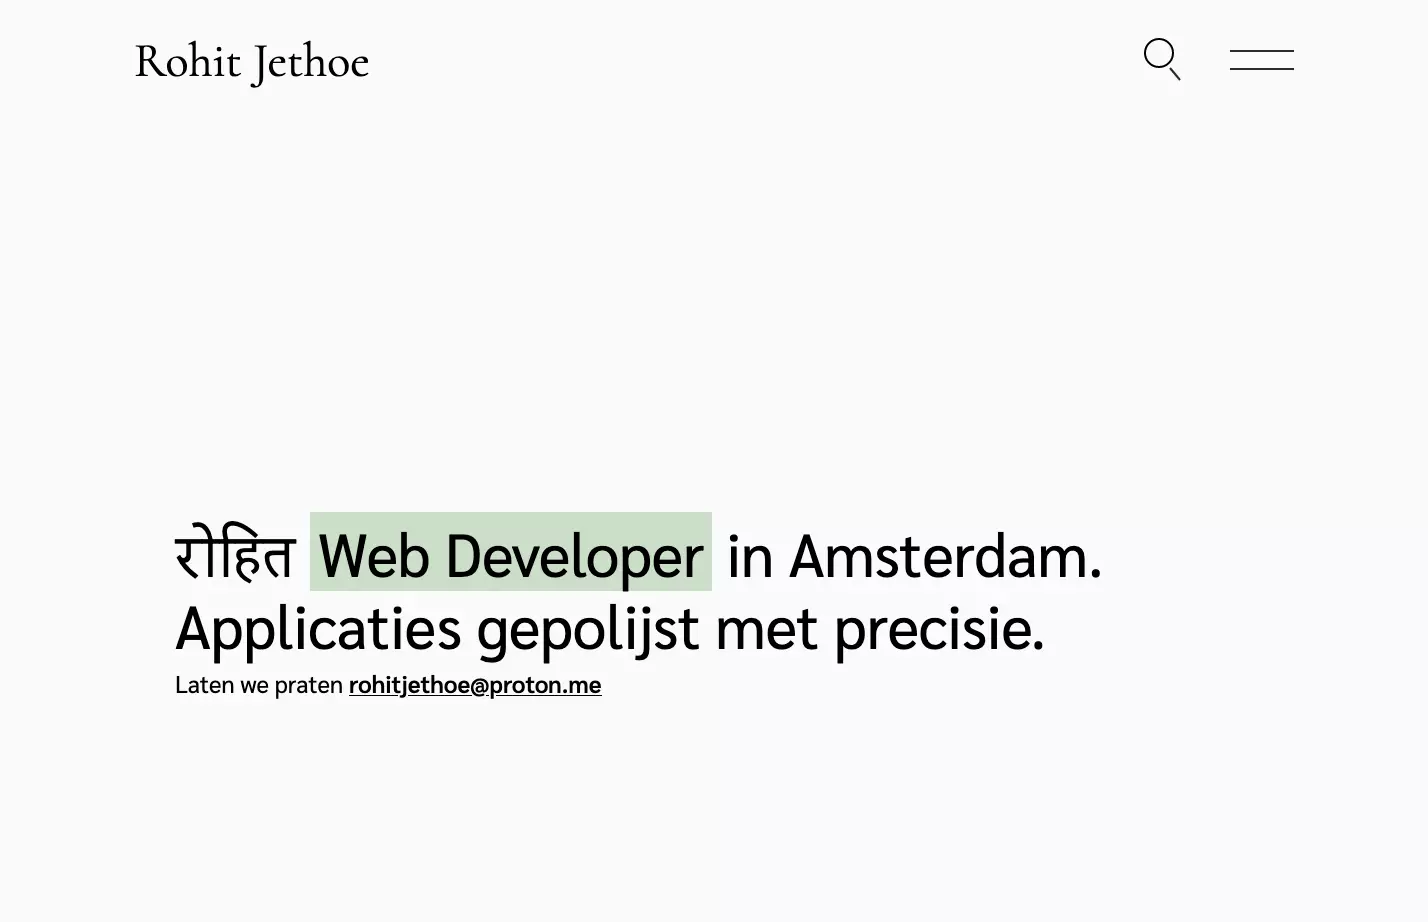 Rohit Jethoe
रोहित Web Developer in Amsterdam.
Applicaties gepolijst met precisie.
Laten we praten rohitjethoe@proton.me